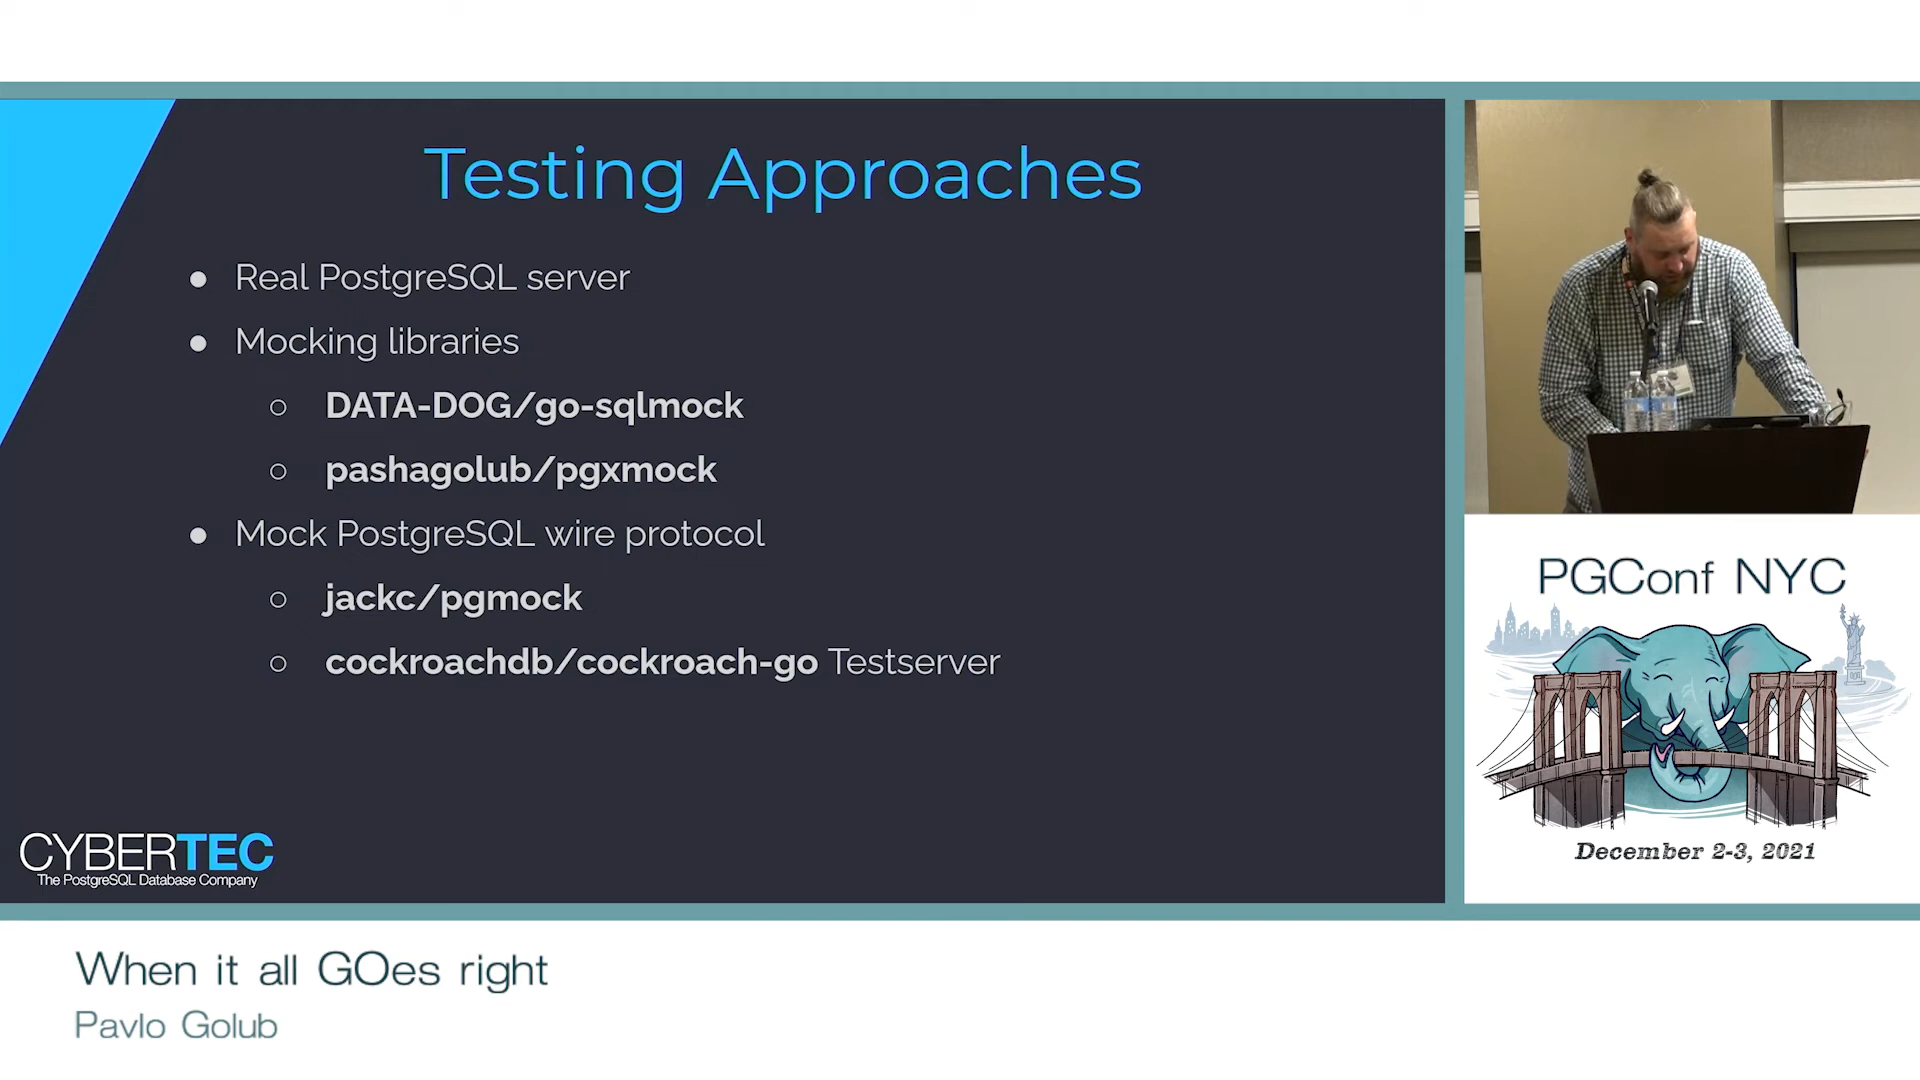 Testing Approaches
● Real PostgreSQL server
● Mocking libraries
○ DATA-DOG/go-sqlmock
○ pashagolub/pgxmock
● Mock PostgreSQL wire protocol
○ jackc/pgmock
○ cockroachdb/cockroach-go Testserver
CYBERTEC
The PostgreSQL Database Company
PGConf NYC
December 2-3, 2021
When it all GOes right
Pavlo Golub